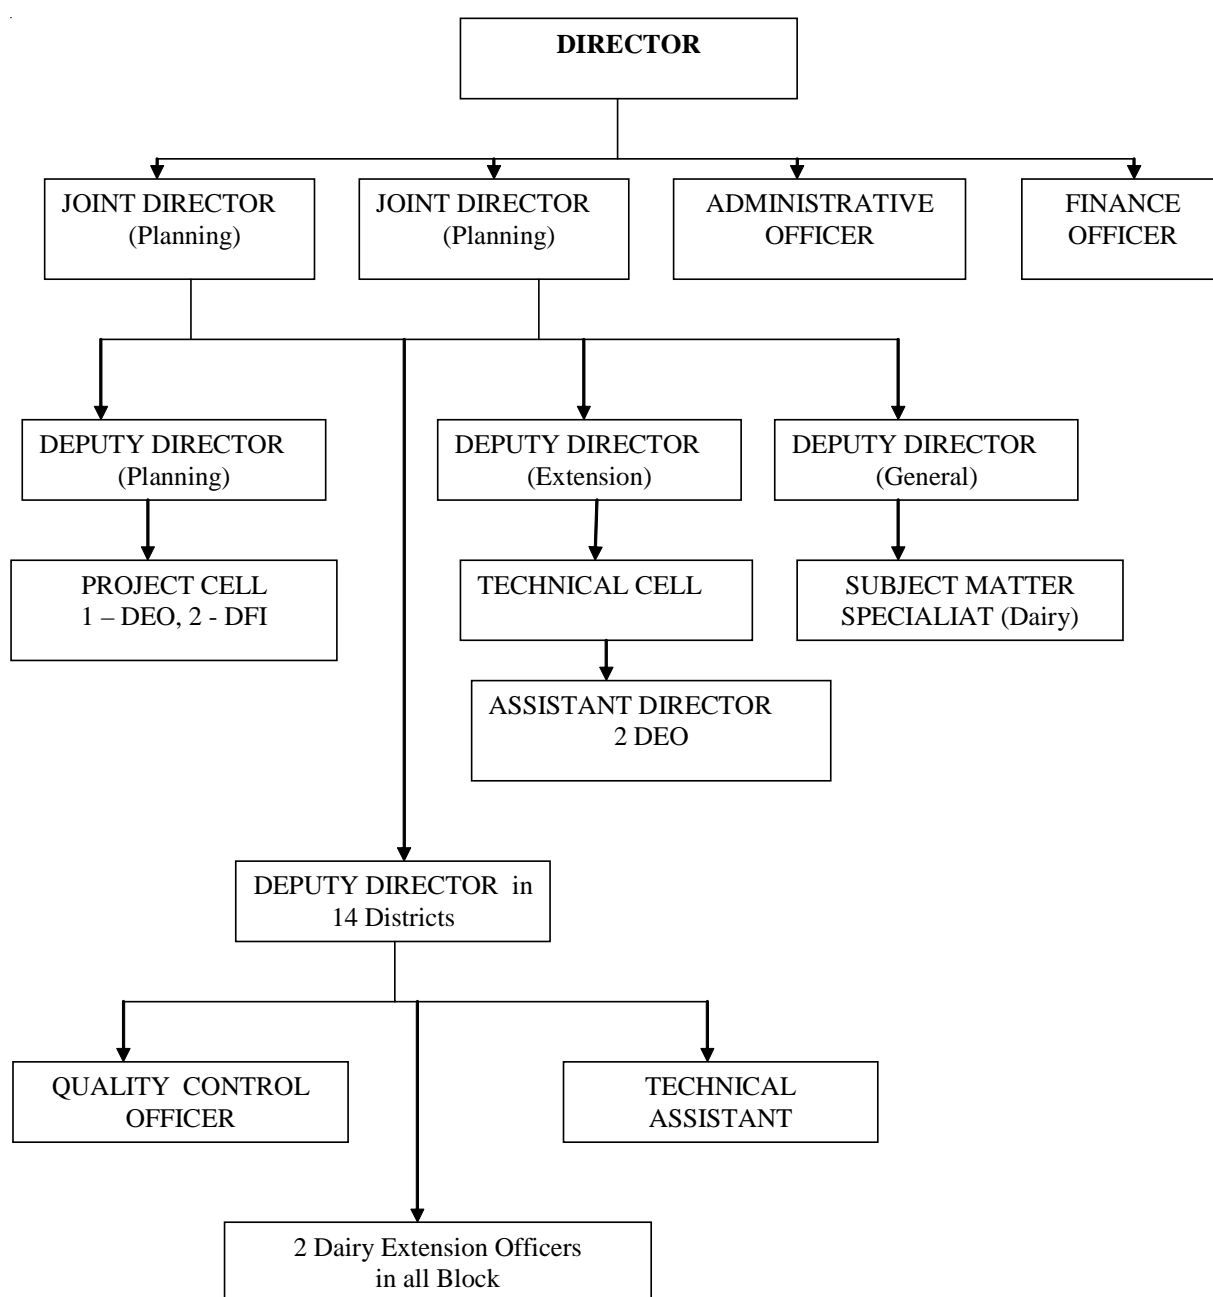 DIRECTOR
JOINT DIRECTOR
(Planning)
JOINT DIRECTOR
(Planning)
ADMINISTRATIVE
OFFICER
FINANCE
OFFICER
DEPUTY DIRECTOR
(Planning)
DEPUTY DIRECTOR
(Extension)
DEPUTY DIRECTOR
(General)
PROJECT CELL
1 – DEO, 2 - DFI
TECHNICAL CELL
SUBJECT MATTER
SPECIALIAT (Dairy)
ASSISTANT DIRECTOR
2 DEO
DEPUTY DIRECTOR  in
14 Districts
QUALITY  CONTROL
OFFICER
TECHNICAL
ASSISTANT
2 Dairy Extension Officers
in all Block